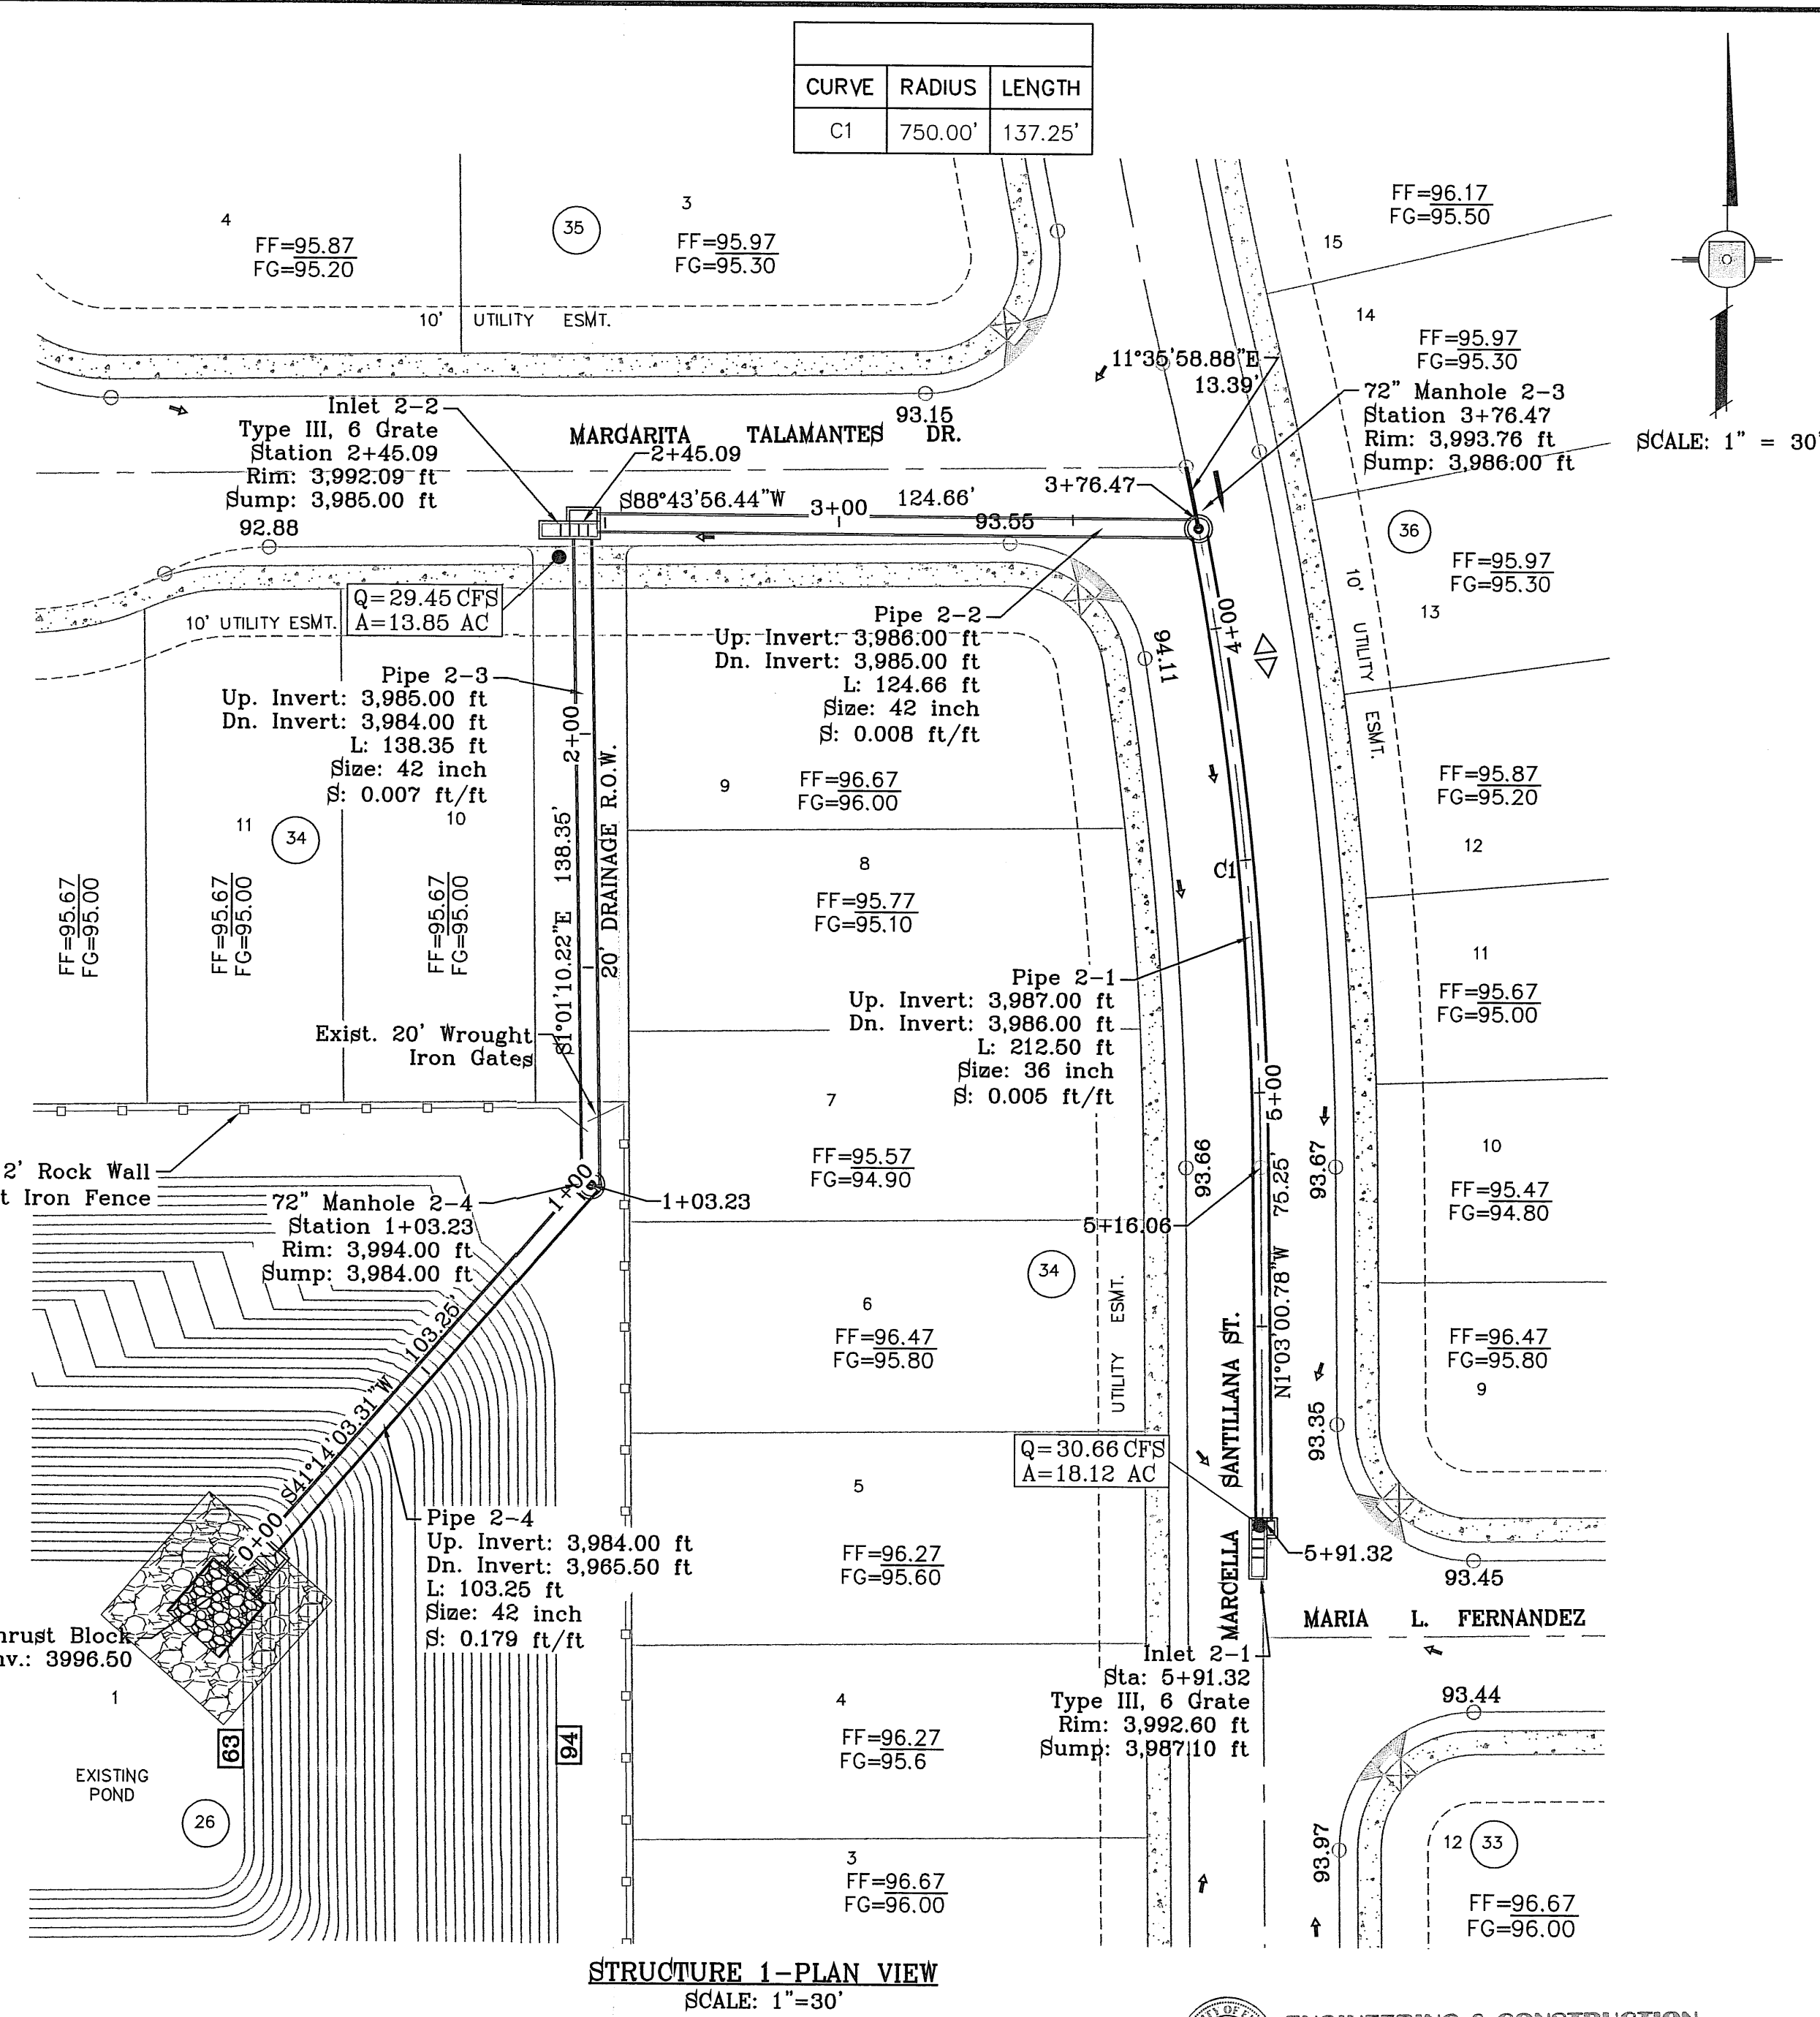 CURVE RADIUS LENGTH
C1 750.00' 137.25'
4
FF=95.87
FG=95.20
35
3
FF=95.97
FG=95.30
10' UTILITY ESMT.
FF=96.17
FG=95.50
15
14
FF=95.97
FG=95.30
SCALE: 1" = 30'
11°35'58.88"E
13.39'
72" Manhole 2-3
Station 3+76.47
Rim: 3,993.76 ft
Sump: 3,986.00 ft
Inlet 2-2
Type III, 6 Grate
Station 2+45.09
Rim: 3,992.09 ft
Sump: 3,985.00 ft
92.88
93.15
MARGARITA TALAMANTES DR.
2+45.09
S88°43'56.44"W
3+00
124.66'
93.55
3+76.47
36
FF=95.97
FG=95.30
13
10' UTILITY ESMT.
Q=29.45 CFS
A=13.85 AC
10' UTILITY ESMT.
Pipe 2-3
Up. Invert: 3,985.00 ft
Dn. Invert: 3,984.00 ft
L: 138.35 ft
Size: 42 inch
S: 0.007 ft/ft
Pipe 2-2
Up. Invert: 3,986.00 ft
Dn. Invert: 3,985.00 ft
L: 124.66 ft
Size: 42 inch
S: 0.008 ft/ft
94.11
4+00
2+00
S1°01'10.22"E 138.35'
20' DRAINAGE R.O.W.
11
34
10
FF=95.67
FG=95.00
FF=95.67
FG=95.00
FF=95.67
FG=95.00
9
FF=96.67
FG=96.00
8
FF=95.77
FG=95.10
C1
FF=95.87
FG=95.20
12
11
FF=95.67
FG=95.00
Pipe 2-1
Up. Invert: 3,987.00 ft
Dn. Invert: 3,986.00 ft
L: 212.50 ft
Size: 36 inch
S: 0.005 ft/ft
Exist. 20' Wrought
Iron Gates
7
FF=95.57
FG=94.90
5+00
93.66
93.67
10
FF=95.47
FG=94.80
2' Rock Wall
t Iron Fence
72" Manhole 2-4
Station 1+03.23
Rim: 3,994.00 ft
Sump: 3,984.00 ft
1+00
1+03.23
5+16.06
N1°03'00.78"W 75.25'
34
6
FF=96.47
FG=95.80
UTILITY ESMT.
FF=96.47
FG=95.80
9
93.35
103.25'
S41°14'03.31"W
0+00
Q=30.66 CFS
A=18.12 AC
MARCELLA SANTILLANA ST.
5
FF=96.27
FG=95.60
Pipe 2-4
Up. Invert: 3,984.00 ft
Dn. Invert: 3,965.50 ft
L: 103.25 ft
Size: 42 inch
S: 0.179 ft/ft
5+91.32
93.45
MARIA L. FERNANDEZ
hrust Block
nv.: 3996.50
1
Inlet 2-1
Sta: 5+91.32
Type III, 6 Grate
Rim: 3,992.60 ft
Sump: 3,987.10 ft
4
FF=96.27
FG=95.6
93.44
63
94
EXISTING
POND
26
3
FF=96.67
FG=96.00
93.97
12
33
FF=96.67
FG=96.00
STRUCTURE 1-PLAN VIEW
SCALE: 1"=30'
ENGINEERING & CONSTRUCTION